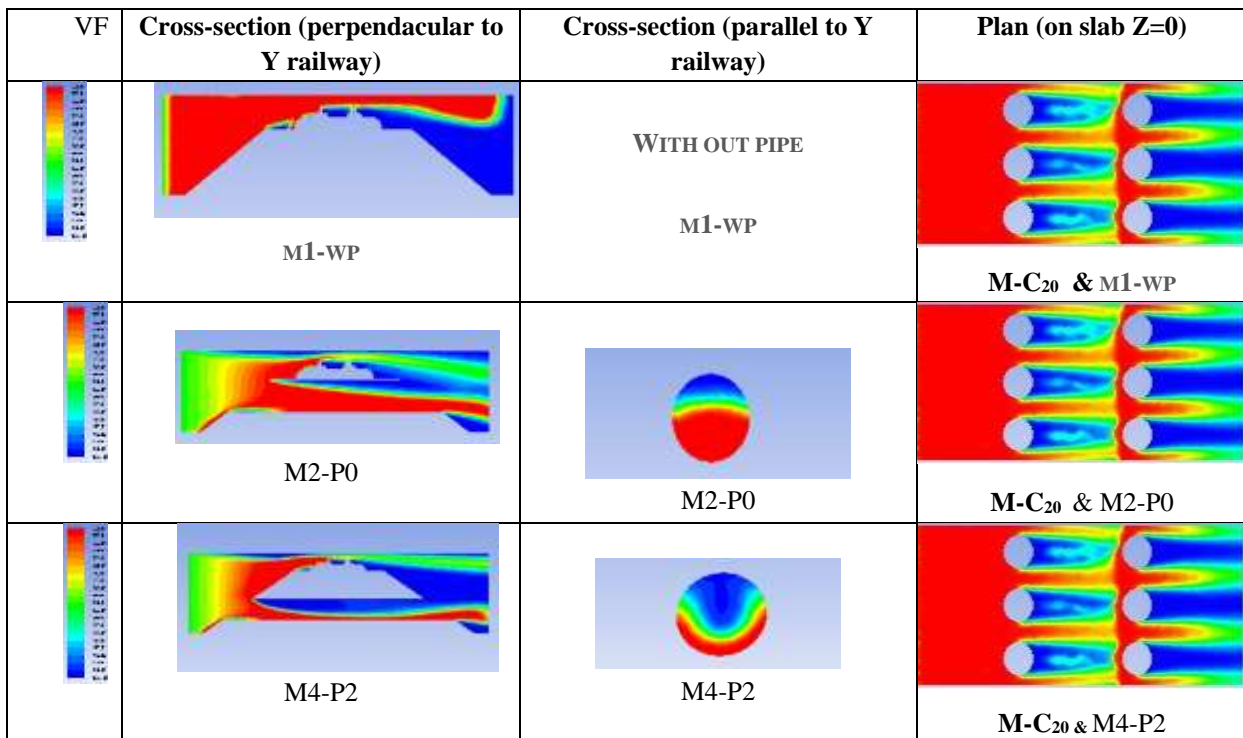 VF
Cross-section (perpendacular to
Y railway)
Cross-section (parallel to Y
railway)
Plan (on slab Z=0)
M1-WP
WITH OUT PIPE
M1-WP
M-C20 & M1-WP
M2-P0
M2-P0
M-C20 & M2-P0
M4-P2
M4-P2
M-C20 & M4-P2